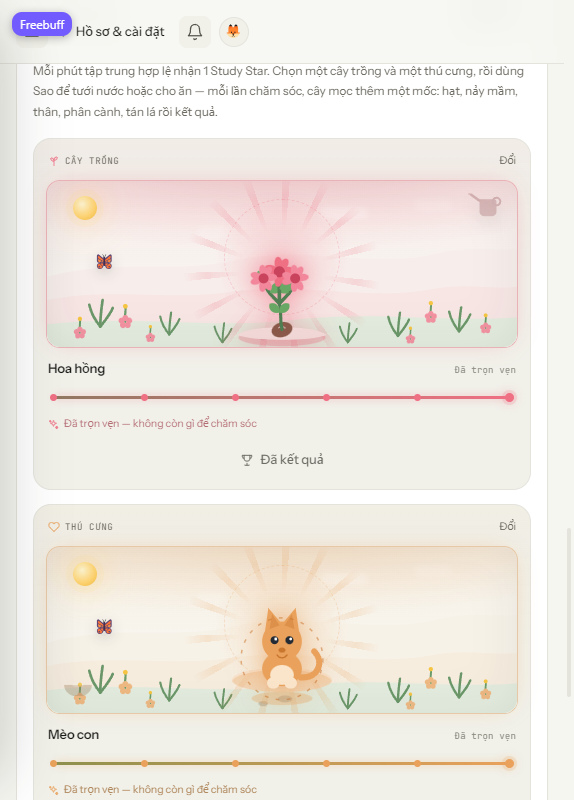 Freebuff
Hồ sơ & cài đặt
Mỗi phút tập trung hợp lệ nhận 1 Study Star. Chọn một cây trồng và một thú cưng, rồi dùng
Sao để tưới nước hoặc cho ăn — mỗi lần chăm sóc, cây mọc thêm một mốc: hạt, nảy mầm,
thân, phân cành, tán lá rồi kết quả.
CÂY TRỒNG
Đổi
Hoa hồng
Đã trọn vẹn
Đã trọn vẹn — không còn gì để chăm sóc
Đã kết quả
THÚ CƯNG
Đổi
Mèo con
Đã trọn vẹn
Đã trọn vẹn — không còn gì để chăm sóc